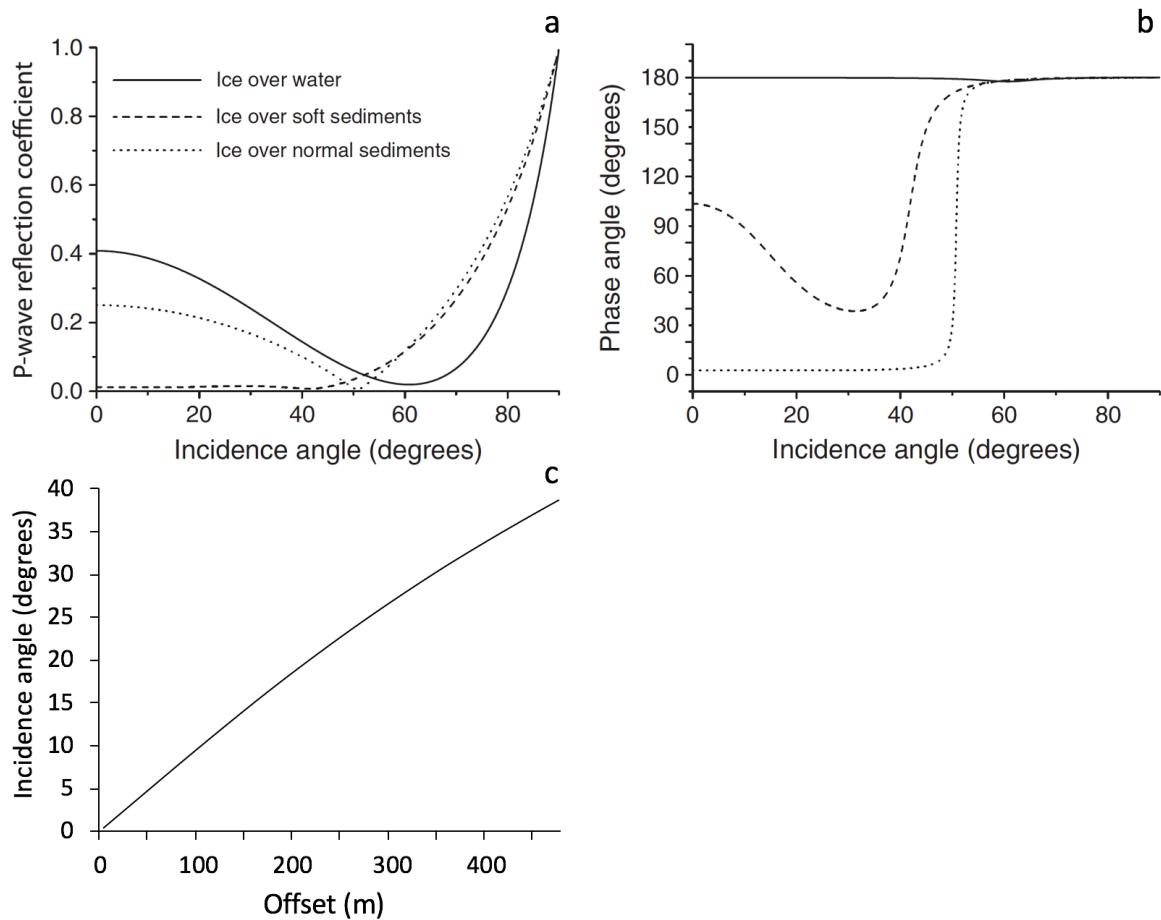 a
P-wave reflection coefficient
1.0
0.8
0.6
0.4
0.2
0.0
Ice over water
Ice over soft sediments
Ice over normal sediments
0 20 40 60 80
Incidence angle (degrees)
b
Phase angle (degrees)
180
150
120
90
60
30
0
0 20 40 60 80
Incidence angle (degrees)
c
Incidence angle (degrees)
40
35
30
25
20
15
10
5
0
0 100 200 300 400
Offset (m)